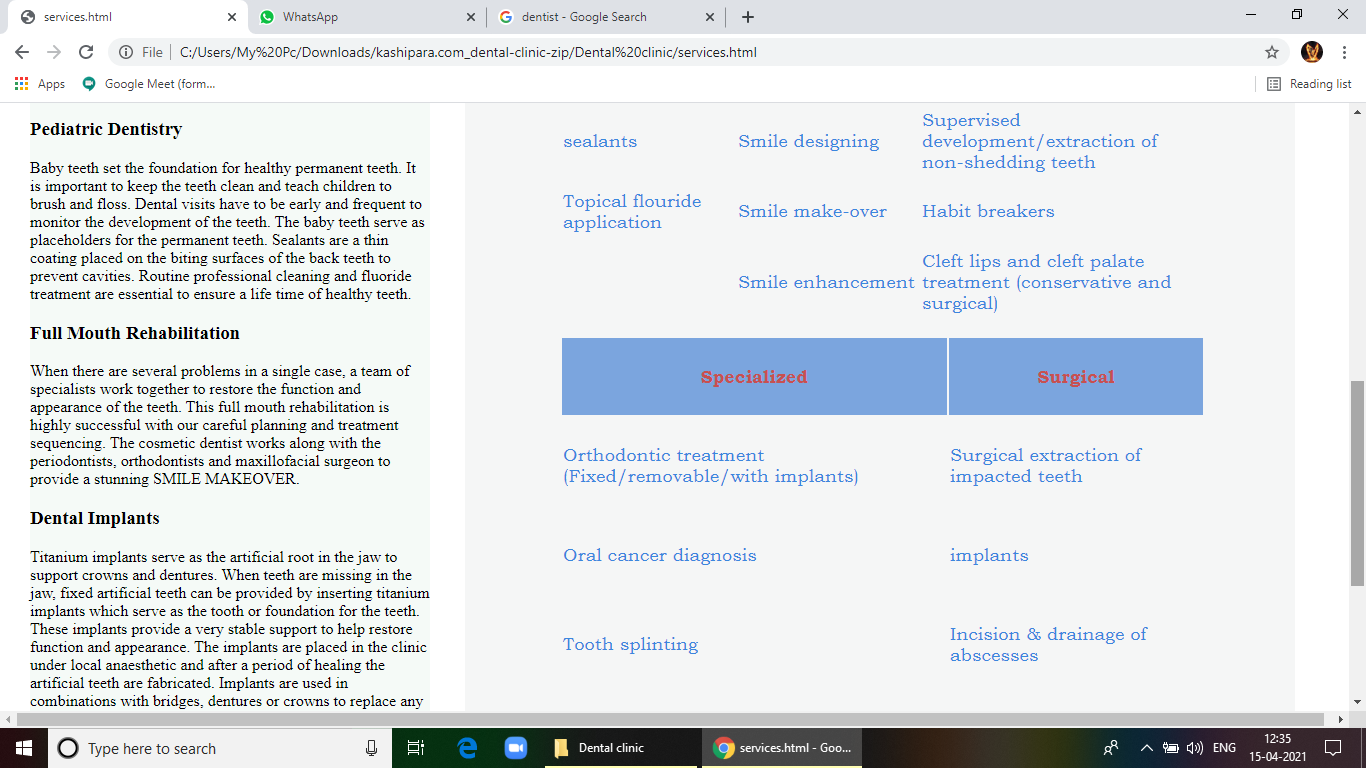 services.html
WhatsApp
dentist - Google Search
File
C:/Users/My%20Pc/Downloads/kashipara.com_dental-clinic-zip/Dental%20clinic/services.html
Apps
Google Meet (form...
Reading list
Pediatric Dentistry
Baby teeth set the foundation for healthy permanent teeth. It
is important to keep the teeth clean and teach children to
brush and floss. Dental visits have to be early and frequent to
monitor the development of the teeth. The baby teeth serve as
placeholders for the permanent teeth. Sealants are a thin
coating placed on the biting surfaces of the back teeth to
prevent cavities. Routine professional cleaning and fluoride
treatment are essential to ensure a life time of healthy teeth.
Full Mouth Rehabilitation
When there are several problems in a single case, a team of
specialists work together to restore the function and
appearance of the teeth. This full mouth rehabilitation is
highly successful with our careful planning and treatment
sequencing. The cosmetic dentist works along with the
periodontists, orthodontists and maxillofacial surgeon to
provide a stunning SMILE MAKEOVER.
Dental Implants
Titanium implants serve as the artificial root in the jaw to
support crowns and dentures. When teeth are missing in the
jaw, fixed artificial teeth can be provided by inserting titanium
implants which serve as the tooth or foundation for the teeth.
These implants provide a very stable support to help restore
function and appearance. The implants are placed in the clinic
under local anaesthetic and after a period of healing the
artificial teeth are fabricated. Implants are used in
combinations with bridges, dentures or crowns to replace any
sealants
Smile designing
Supervised
development/extraction of
non-shedding teeth
Topical flouride
application
Smile make-over
Habit breakers
Smile enhancement
Cleft lips and cleft palate
treatment (conservative and
surgical)
Specialized
Surgical
Orthodontic treatment
(Fixed/removable/with implants)
Surgical extraction of
impacted teeth
Oral cancer diagnosis
implants
Tooth splinting
Incision & drainage of
abscesses
Type here to search
Dental clinic
services.html - Goo...
ENG
12:35
15-04-2021